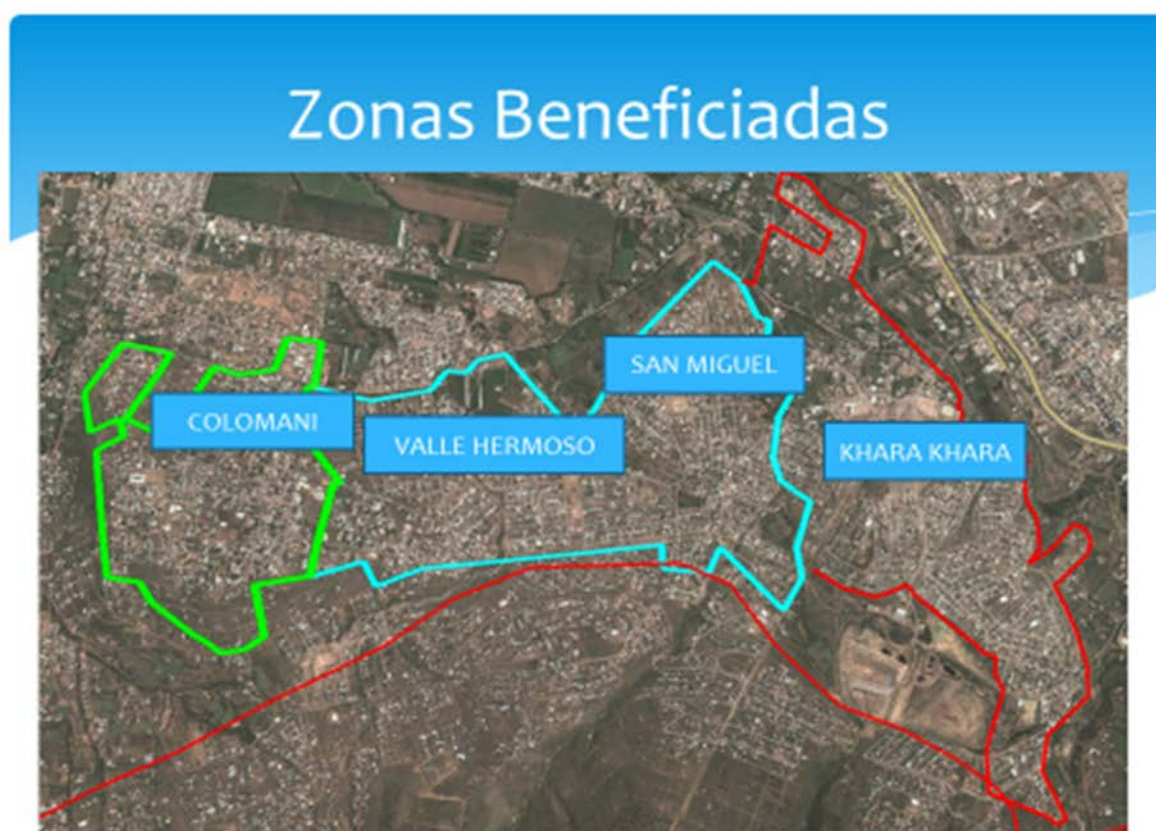 Zonas Beneficiadas
SAN MIGUEL
COLOMANI
VALLE HERMOSO
KHARA KHARA